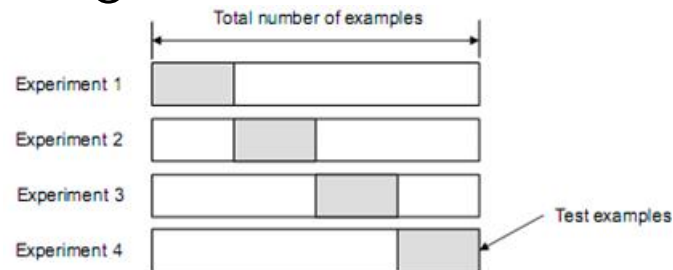 Total number of examples
Experiment 1
Experiment 2
Experiment 3
Test examples
Experiment 4